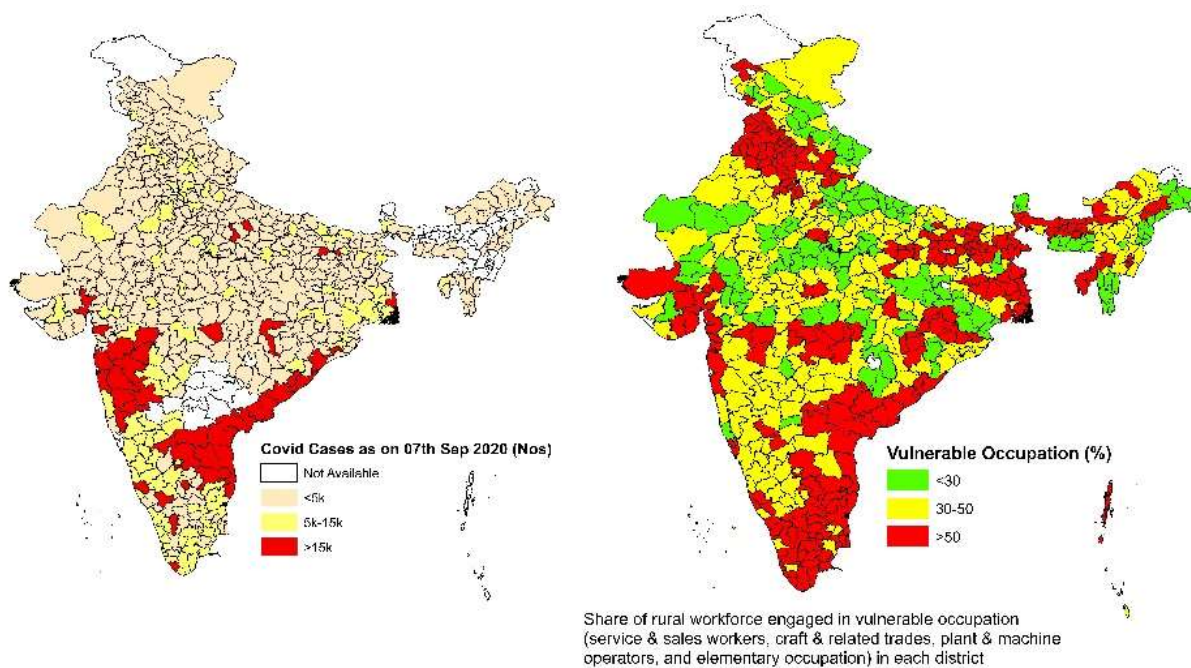 Covid Cases as on 07th Sep 2020 (Nos)
Not Available
<5k
5k-15k
>15k
Vulnerable Occupation (%)
<30
30-50
>50
Share of rural workforce engaged in vulnerable occupation
(service & sales workers, craft & related trades, plant & machine
operators, and elementary occupation) in each district